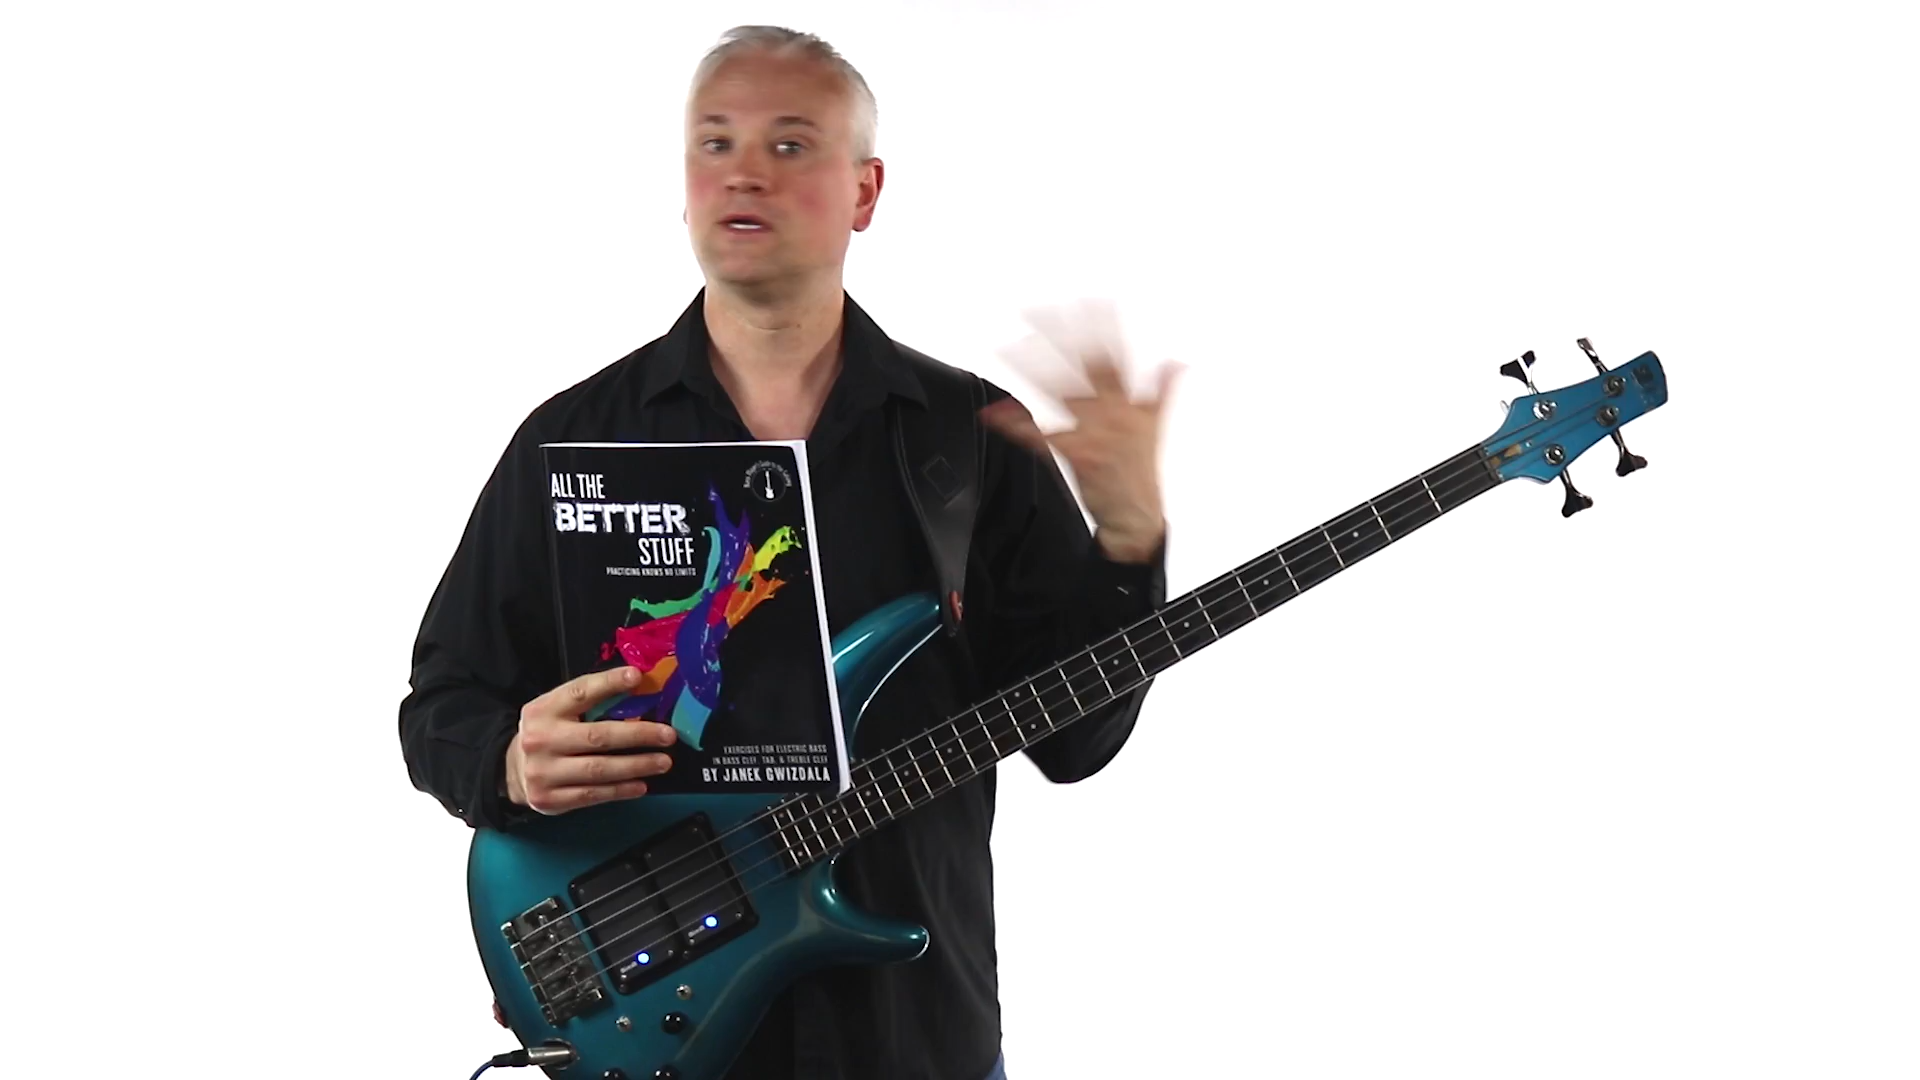 ALL THE
BETTER
STUFF
PRACTICING KNOWS NO LIMITS
EXERCISES FOR ELECTRIC BASS
IN BASS CLEF, TAB, & TREBLE CLEF
BY JANEK GWIZDALA